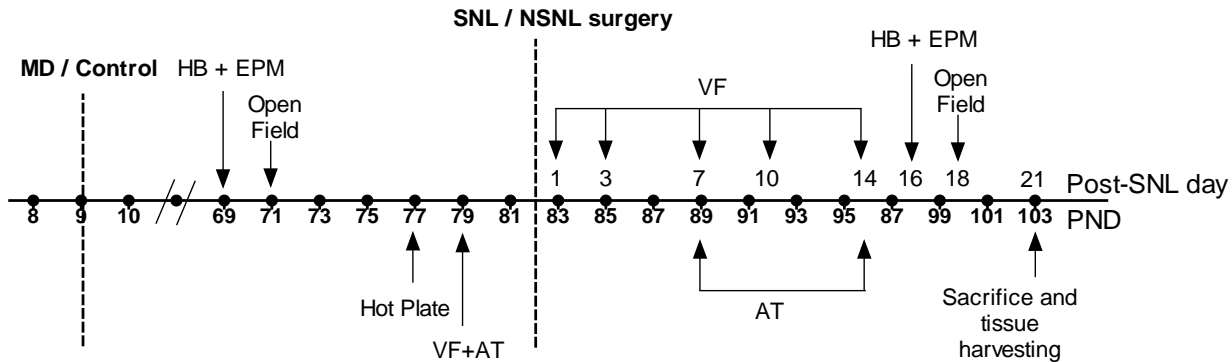 SNL / NSNL surgery
MD / Control
HB + EPM
Open
Field
VF
HB + EPM
Open
Field
1 3 7 10 14 16 18 21 Post-SNL day
8 9 10 69 71 73 75 77 79 81 83 85 87 89 91 93 95 87 99 101 103 PND
Hot Plate
VF+AT
AT
Sacrifice and
tissue
harvesting